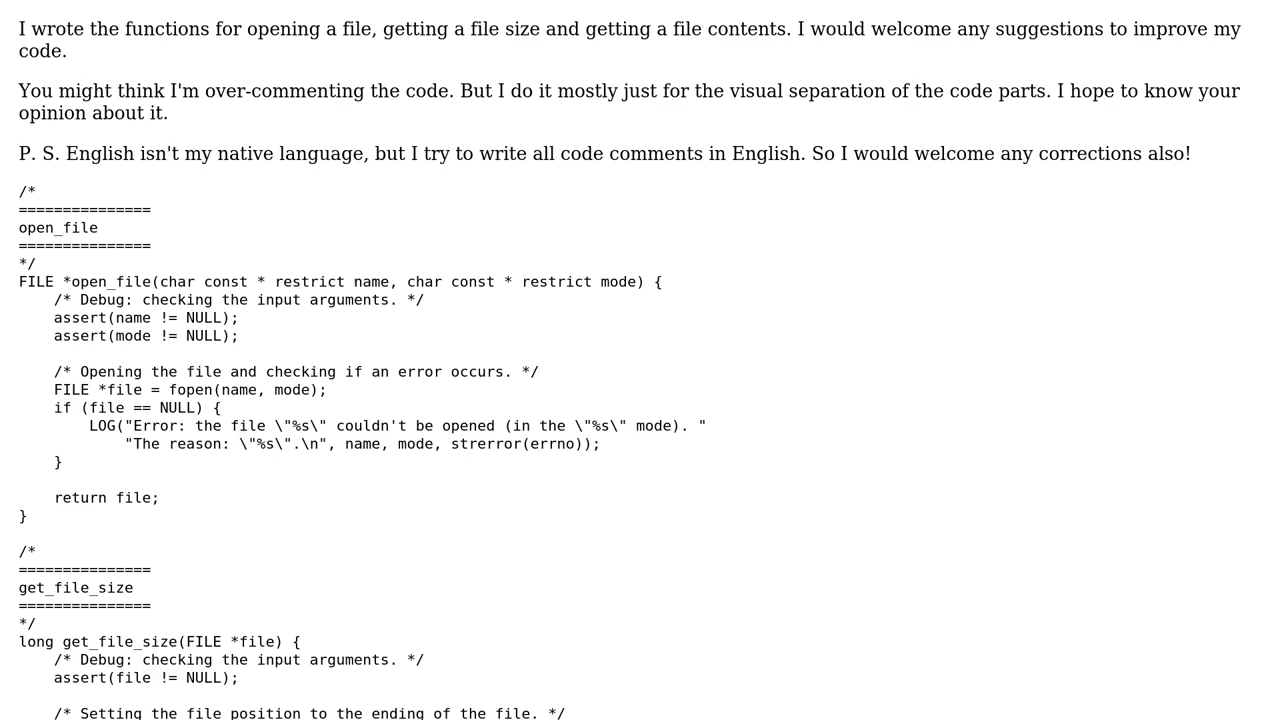 I wrote the functions for opening a file, getting a file size and getting a file contents. I would welcome any suggestions to improve my
code.
You might think I'm over-commenting the code. But I do it mostly just for the visual separation of the code parts. I hope to know your
opinion about it.
P. S. English isn't my native language, but I try to write all code comments in English. So I would welcome any corrections also!
/*
===============
open_file
===============
*/
FILE *open_file(char const * restrict name, char const * restrict mode) {
    /* Debug: checking the input arguments. */
    assert(name != NULL);
    assert(mode != NULL);

    /* Opening the file and checking if an error occurs. */
    FILE *file = fopen(name, mode);
    if (file == NULL) {
        LOG("Error: the file \"%s\" couldn't be opened (in the \"%s\" mode). "
            "The reason: \"%s\".\n", name, mode, strerror(errno));
    }

    return file;
}

/*
===============
get_file_size
===============
*/
long get_file_size(FILE *file) {
    /* Debug: checking the input arguments. */
    assert(file != NULL);

    /* Setting the file position to the ending of the file. */